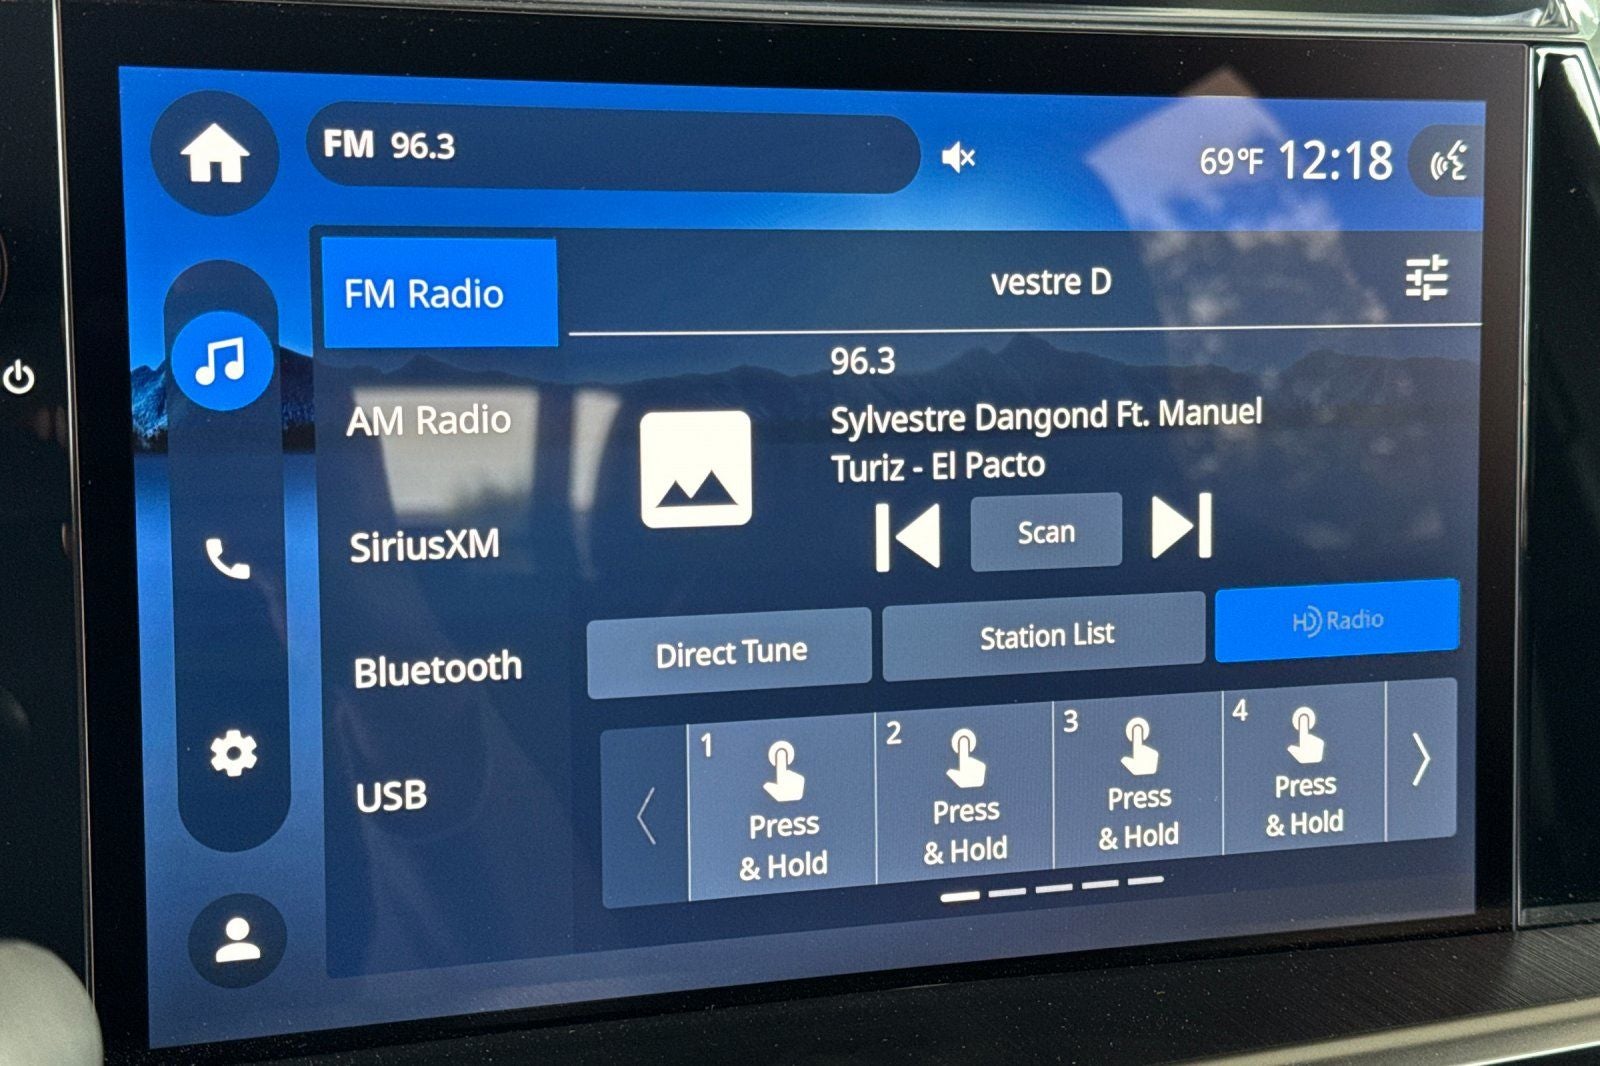 FM 96.3
69°F 12:18
FM Radio
vestre D
96.3
AM Radio
Sylvestre Dangond Ft. Manuel
Turiz - El Pacto
SiriusXM
Scan
Direct Tune
Station List
HD Radio
Bluetooth
1
2
3
4
Press
& Hold
Press
& Hold
Press
& Hold
Press
& Hold
USB